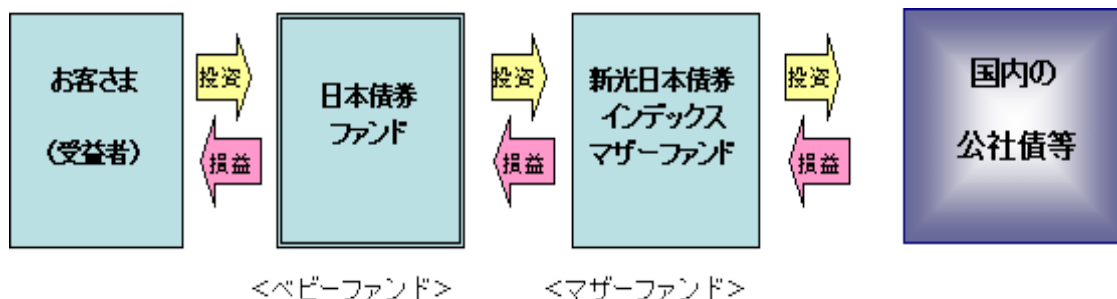 お客さま
(受益者)
投資
損益
日本債券
ファンド
投資
損益
新光日本債券
インデックス
マザーファンド
投資
損益
国内の
公社債等
<ベビーファンド>
<マザーファンド>